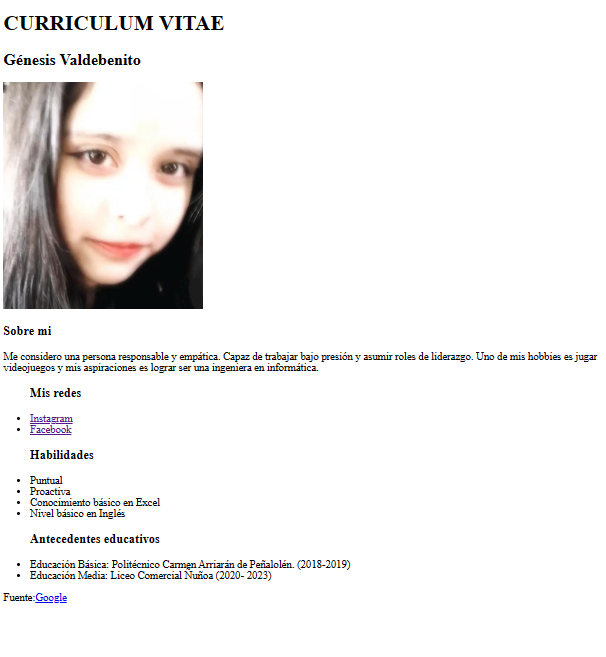 CURRICULUM VITAE
Génesis Valdebenito
Sobre mi
Me considero una persona responsable y empática. Capaz de trabajar bajo presión y asumir roles de liderazgo. Uno de mis hobbies es jugar
videojuegos y mis aspiraciones es lograr ser una ingeniera en informática.
Mis redes
Instagram
Facebook
Habilidades
Puntual
Proactiva
Conocimiento básico en Excel
Nivel básico en Inglés
Antecedentes educativos
Educación Básica: Politécnico Carmen Arriarán de Peñalolén. (2018-2019)
Educación Media: Liceo Comercial Nuñoa (2020- 2023)
Fuente:Google